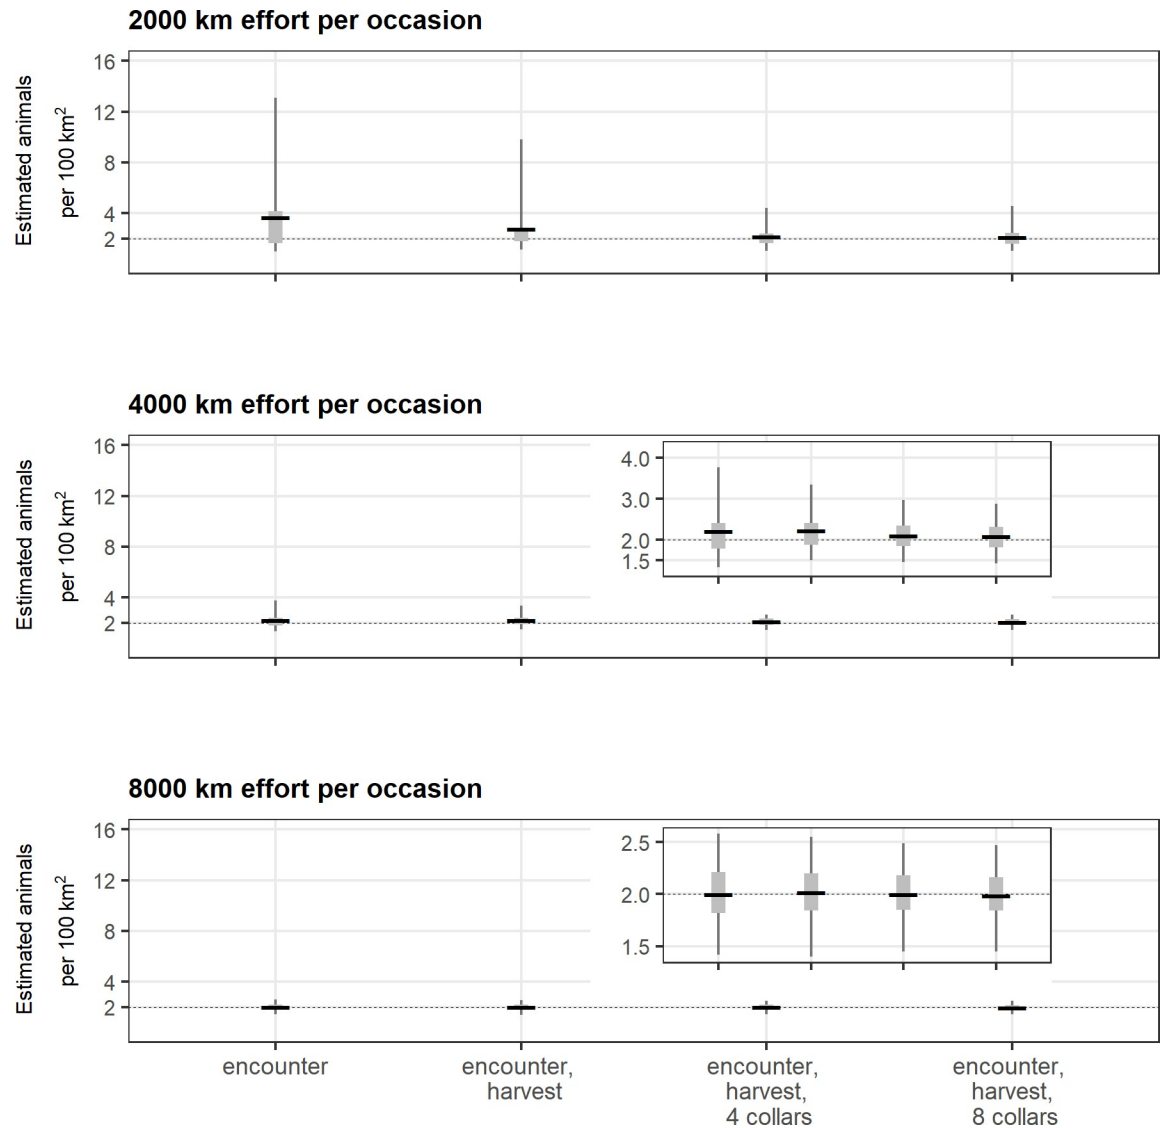 2000 km effort per occasion
Estimated animals
per 100 km²
16
12
8
4
2
4000 km effort per occasion
Estimated animals
per 100 km²
16
12
8
4
2
4.0
3.0
2.0
1.5
8000 km effort per occasion
Estimated animals
per 100 km²
16
12
8
4
2
2.5
2.0
1.5
encounter
encounter,
harvest
encounter,
harvest,
4 collars
encounter,
harvest,
8 collars